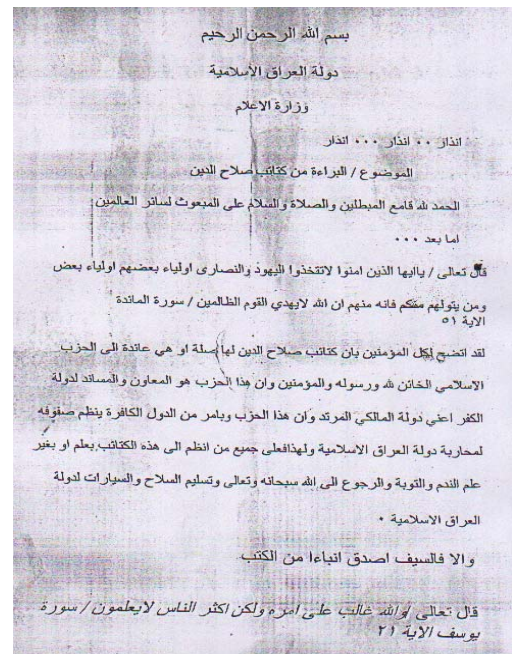 بسم الله الرحمن الرحيم
دولة العراق الاسلامية
وزارة الاعلام
انذار ٠٠ انذار ٠٠٠ انذار
الموضوع / البراءة من كتائب صلاح الدين
الحمد لله قامع المبطلين والصلاة والسلام على المبعوث لسائر العالمين
اما بعد ٠٠٠
قال تعالى / ياايها الذين امنوا لاتتخذوا اليهود والنصارى اولياء بعضهم اولياء بعض
ومن يتولهم منكم فانه منهم ان الله لايهدي القوم الظالمين / سورة المائدة
الاية ٥١
لقد اتضح لكل المؤمنين بان كتائب صلاح الدين لها صلة او هي عائدة الى الحزب
الاسلامي الخائن لله ورسوله والمؤمنين وان هذا الحزب هو المعاون والمساند لدولة
الكفر اعني دولة المالكي المرتد وان هذا الحزب وبامر من الدول الكافرة ينظم صفوفه
لمحاربة دولة العراق الاسلامية ولهذافعلى جميع من انظم الى هذه الكتائب بعلم او بغير
علم الندم والتوبة والرجوع الى الله سبحانه وتعالى وتسليم السلاح والسيارات لدولة
العراق الاسلامية ٠
والا فالسيف اصدق انباءا من الكتب
قال تعالى /والله غالب على امره ولكن اكثر الناس لايعلمون / سورة
يوسف الاية ٢١